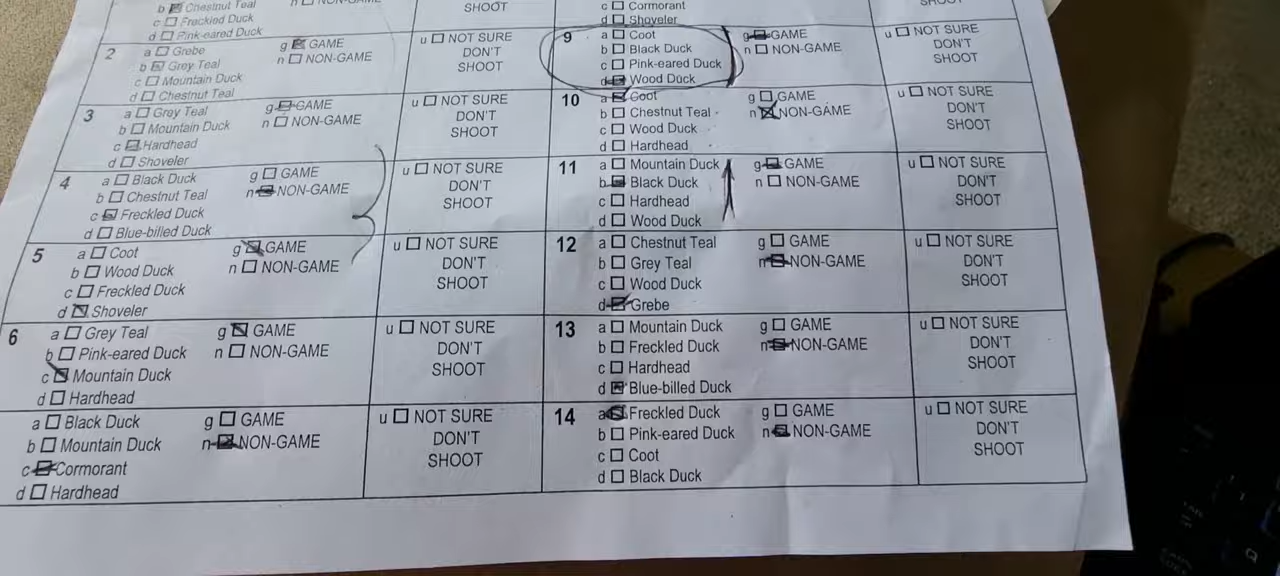 b Chestnut Teal
n NON-GAME
SHOOT
c Freckled Duck
d Pink-eared Duck
2 a Grebe g GAME u NOT SURE
b Grey Teal n NON-GAME DON'T
c Mountain Duck SHOOT
d Chestnut Teal
3 a Grey Teal g GAME u NOT SURE
b Mountain Duck n NON-GAME DON'T
c Hardhead SHOOT
d Shoveler
4 a Black Duck g GAME u NOT SURE
b Chestnut Teal n NON-GAME DON'T
c Freckled Duck SHOOT
d Blue-billed Duck
5 a Coot g GAME u NOT SURE
b Wood Duck n NON-GAME DON'T
c Freckled Duck SHOOT
d Shoveler
6 a Grey Teal g GAME u NOT SURE
b Pink-eared Duck n NON-GAME DON'T
c Mountain Duck SHOOT
d Hardhead
a Black Duck g GAME u NOT SURE
b Mountain Duck n NON-GAME DON'T
c Cormorant SHOOT
d Hardhead
c Cormorant
d Shoveler
9 a Coot g GAME u NOT SURE
b Black Duck n NON-GAME DON'T
c Pink-eared Duck SHOOT
d Wood Duck
10 a Coot g GAME u NOT SURE
b Chestnut Teal n NON-GAME DON'T
c Wood Duck SHOOT
d Hardhead
11 a Mountain Duck g GAME u NOT SURE
b Black Duck n NON-GAME DON'T
c Hardhead SHOOT
d Wood Duck
12 a Chestnut Teal g GAME u NOT SURE
b Grey Teal n NON-GAME DON'T
c Wood Duck SHOOT
d Grebe
13 a Mountain Duck g GAME u NOT SURE
b Freckled Duck n NON-GAME DON'T
c Hardhead SHOOT
d Blue-billed Duck
14 a Freckled Duck g GAME u NOT SURE
b Pink-eared Duck n NON-GAME DON'T
c Coot SHOOT
d Black Duck